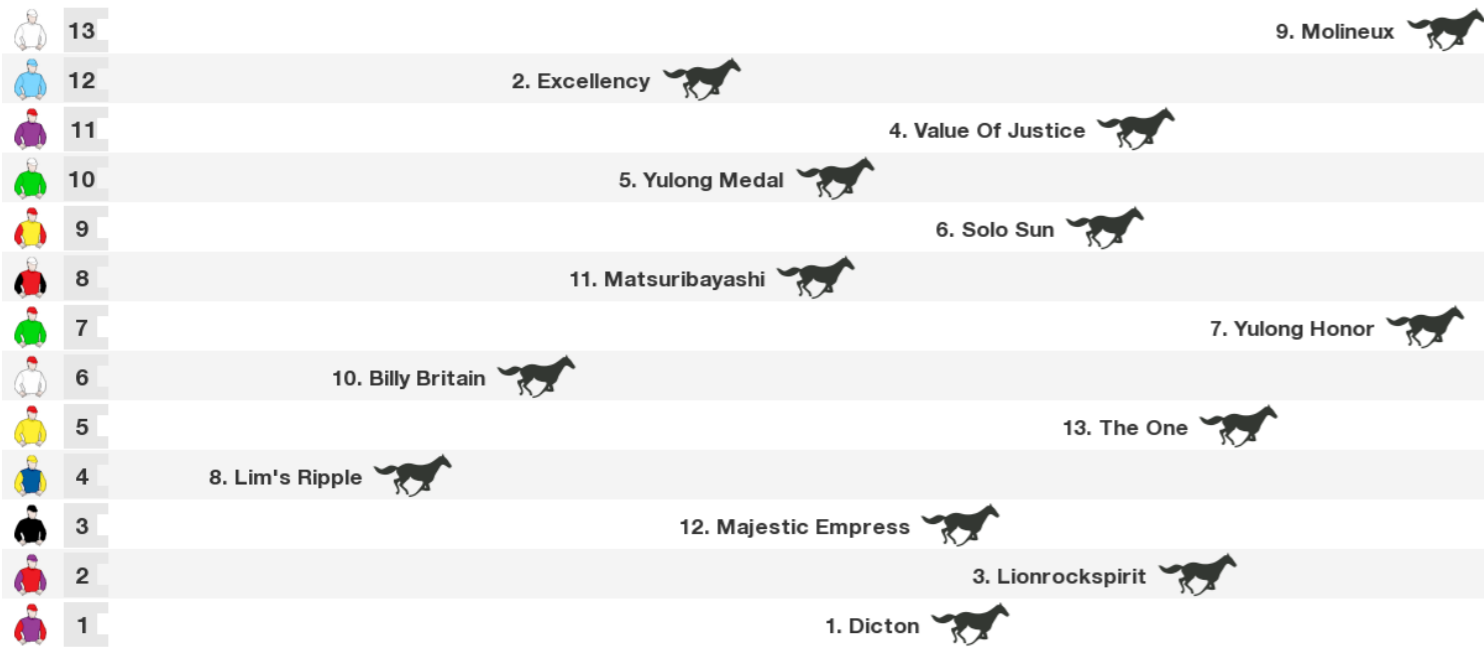 13 9. Molineux
12 2. Excellency
11 4. Value Of Justice
10 5. Yulong Medal
9 6. Solo Sun
8 11. Matsuribayashi
7 7. Yulong Honor
6 10. Billy Britain
5 13. The One
4 8. Lim's Ripple
3 12. Majestic Empress
2 3. Lionrockspirit
1 1. Dicton